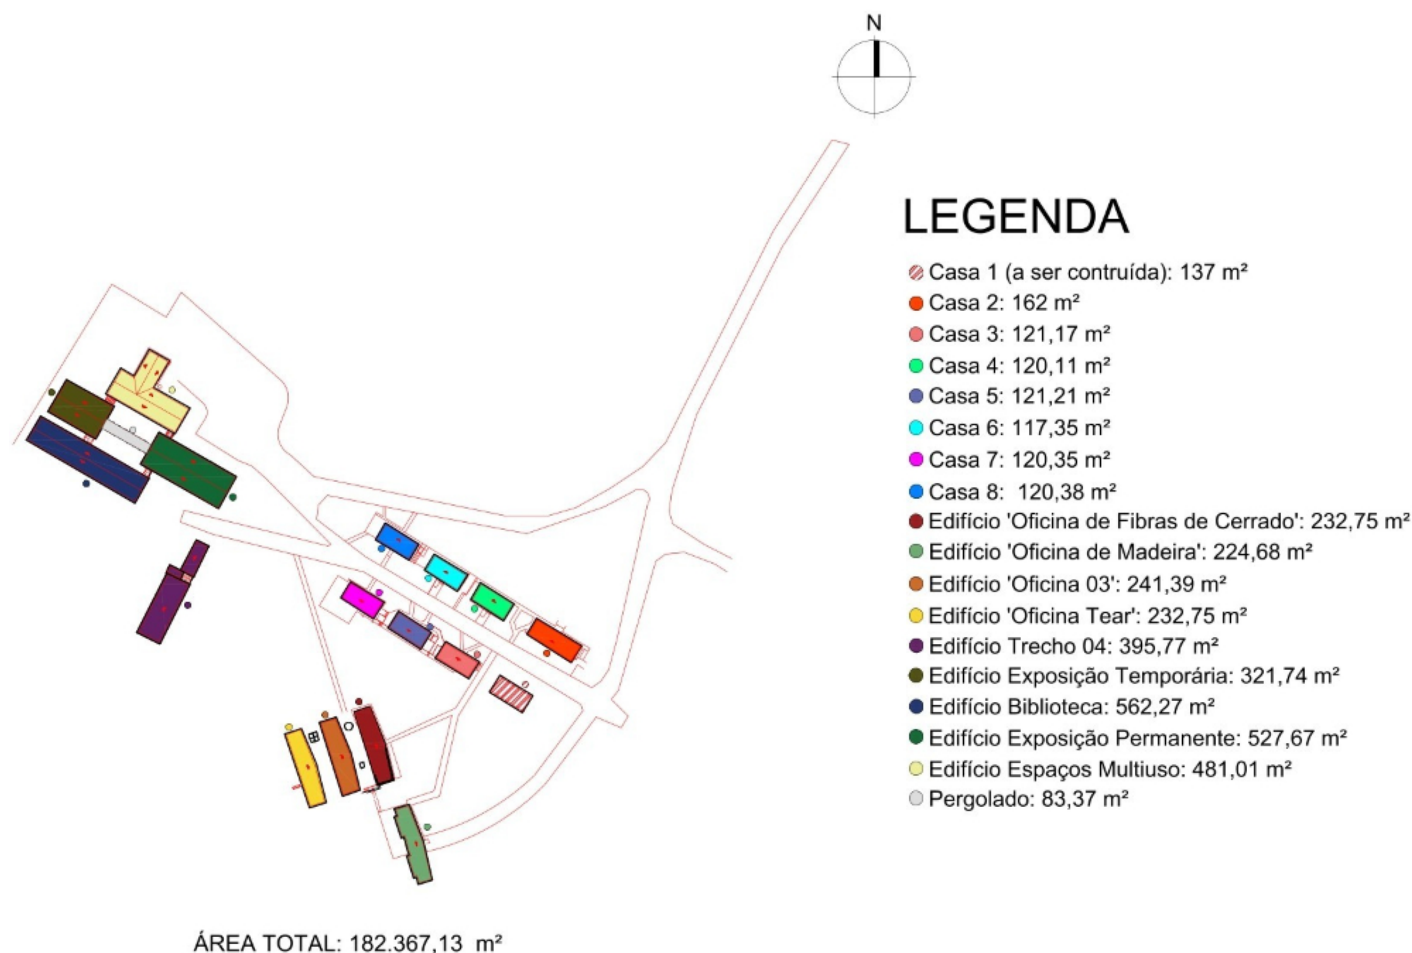 N
LEGENDA
Casa 1 (a ser contruída): 137 m²
Casa 2: 162 m²
Casa 3: 121,17 m²
Casa 4: 120,11 m²
Casa 5: 121,21 m²
Casa 6: 117,35 m²
Casa 7: 120,35 m²
Casa 8:  120,38 m²
Edifício 'Oficina de Fibras de Cerrado': 232,75 m²
Edifício 'Oficina de Madeira': 224,68 m²
Edifício 'Oficina 03': 241,39 m²
Edifício 'Oficina Tear': 232,75 m²
Edifício Trecho 04: 395,77 m²
Edifício Exposição Temporária: 321,74 m²
Edifício Biblioteca: 562,27 m²
Edifício Exposição Permanente: 527,67 m²
Edifício Espaços Multiuso: 481,01 m²
Pergolado: 83,37 m²
ÁREA TOTAL: 182.367,13  m²